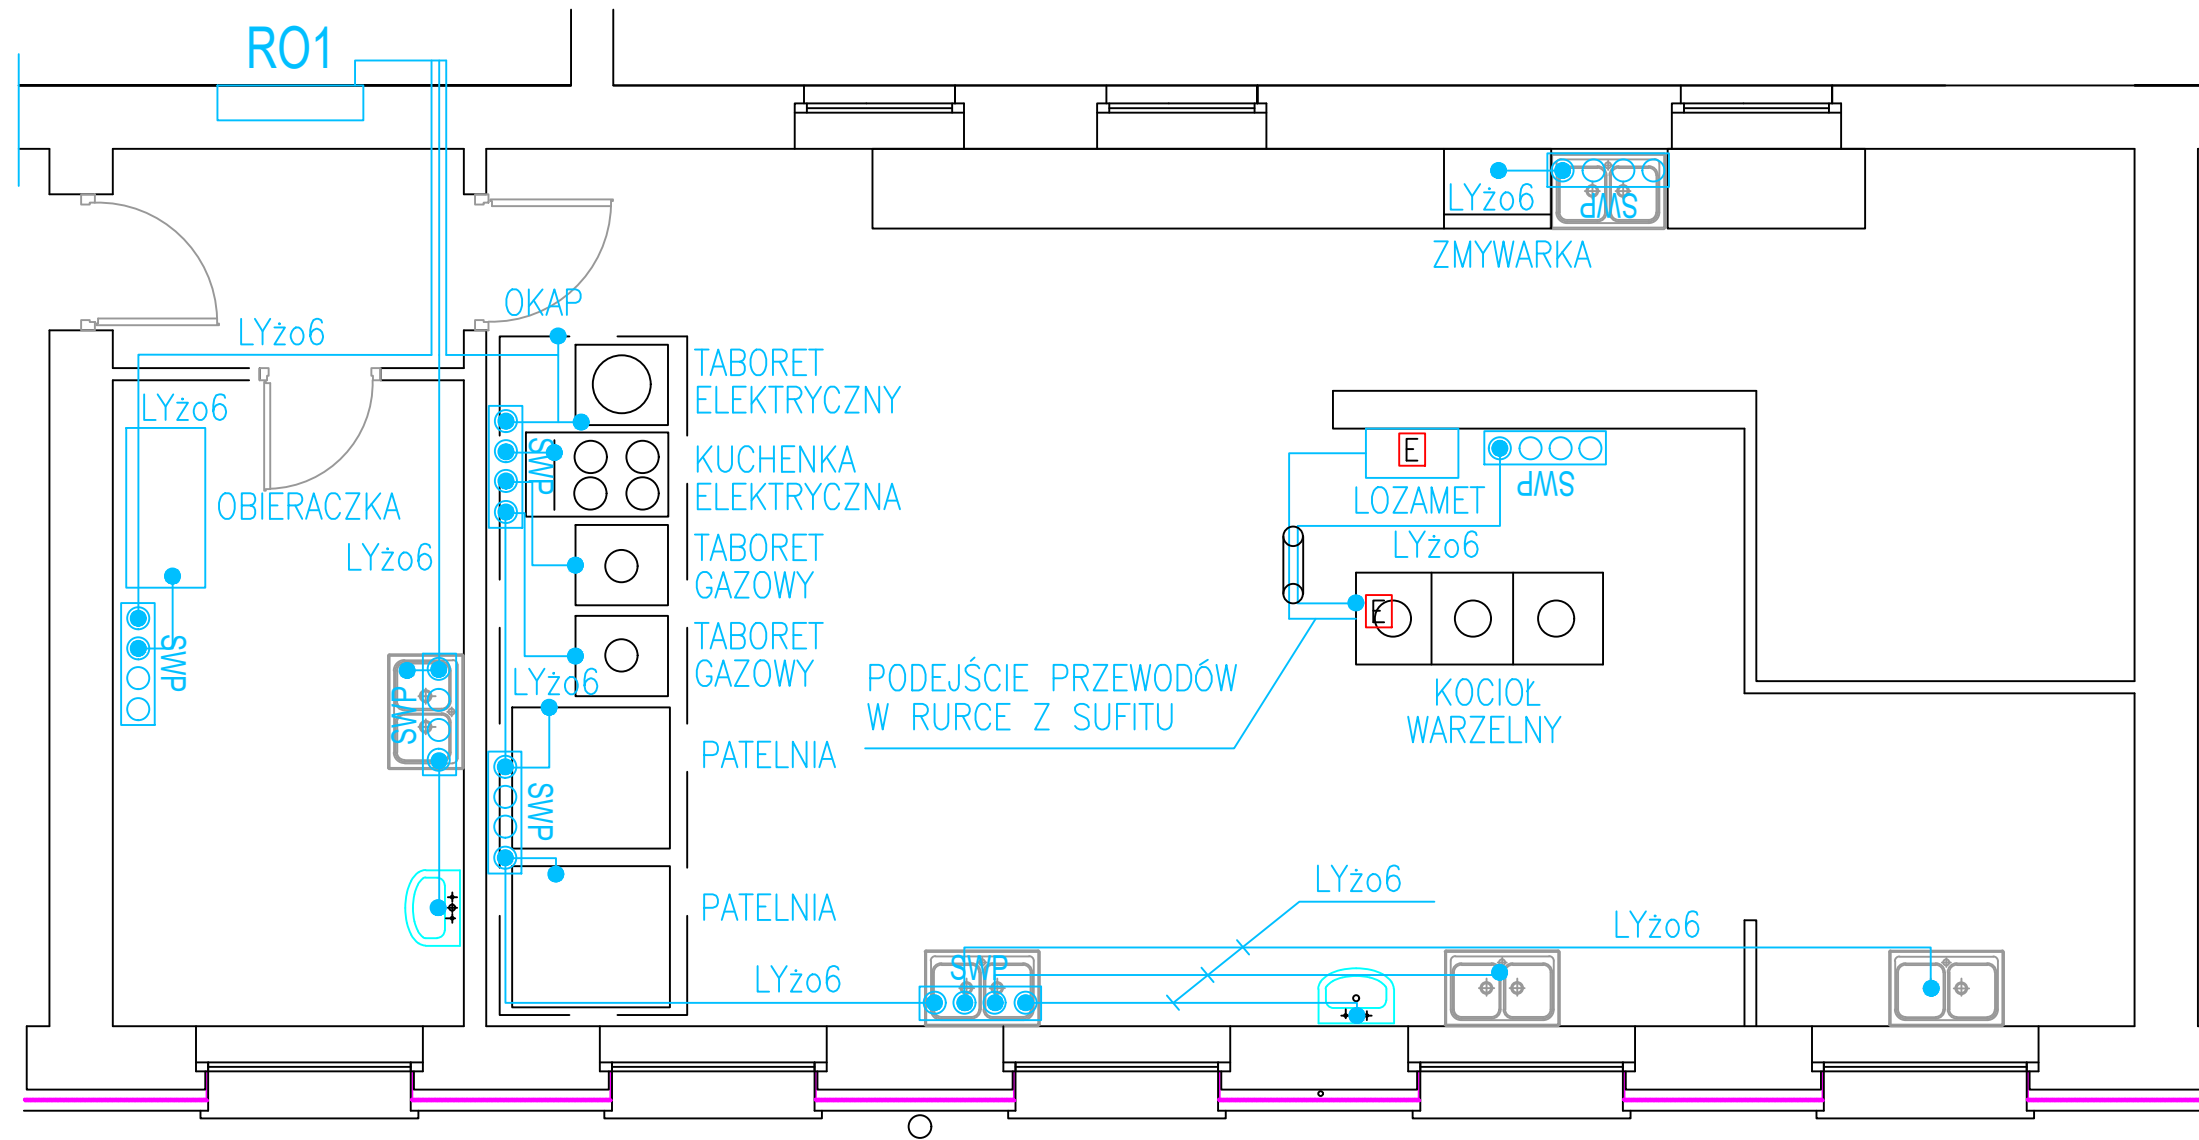 RO1
LYżo6
SWP
ZMYWARKA
OKAP
LYżo6
TABORET
ELEKTRYCZNY
LYżo6
SWP
KUCHENKA
ELEKTRYCZNA
E
LOZAMET
SWP
OBIERACZKA
LYżo6
TABORET
GAZOWY
LYżo6
E
TABORET
GAZOWY
SWP
LYżo6
SWP
PODEJŚCIE PRZEWODÓW
W RURCE Z SUFITU
KOCIOŁ
WARZELNY
PATELNIA
SWP
PATELNIA
LYżo6
LYżo6
SWP
LYżo6